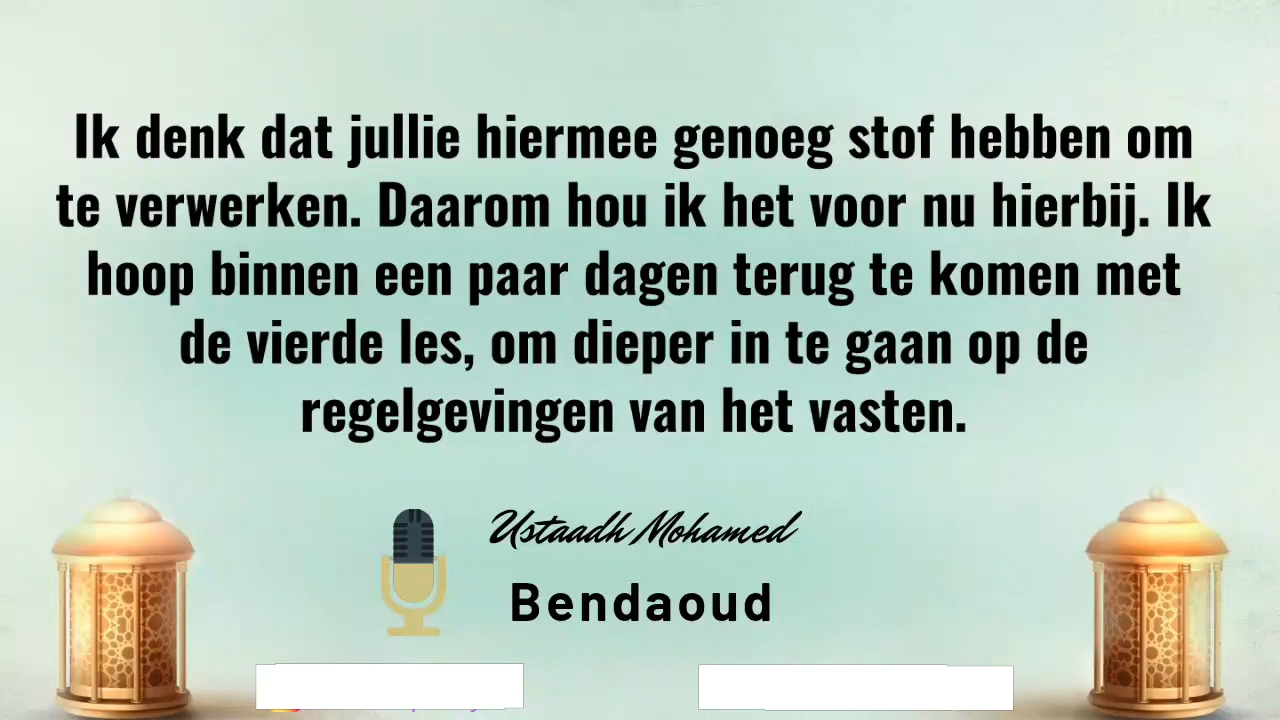 Ik denk dat jullie hiermee genoeg stof hebben om
te verwerken. Daarom hou ik het voor nu hierbij. Ik
hoop binnen een paar dagen terug te komen met
de vierde les, om dieper in te gaan op de
regelgevingen van het vasten.
Ustaadh Mohamed
Bendaoud